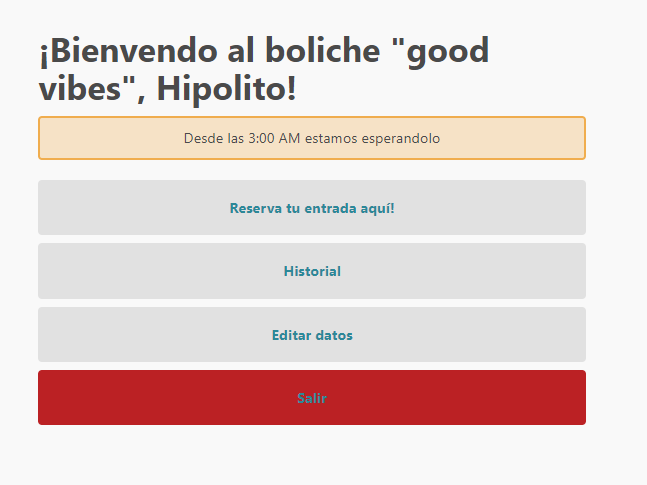 ¡Bienvendo al boliche "good
vibes", Hipolito!
Desde las 3:00 AM estamos esperandolo
Reserva tu entrada aquí!
Historial
Editar datos
Salir